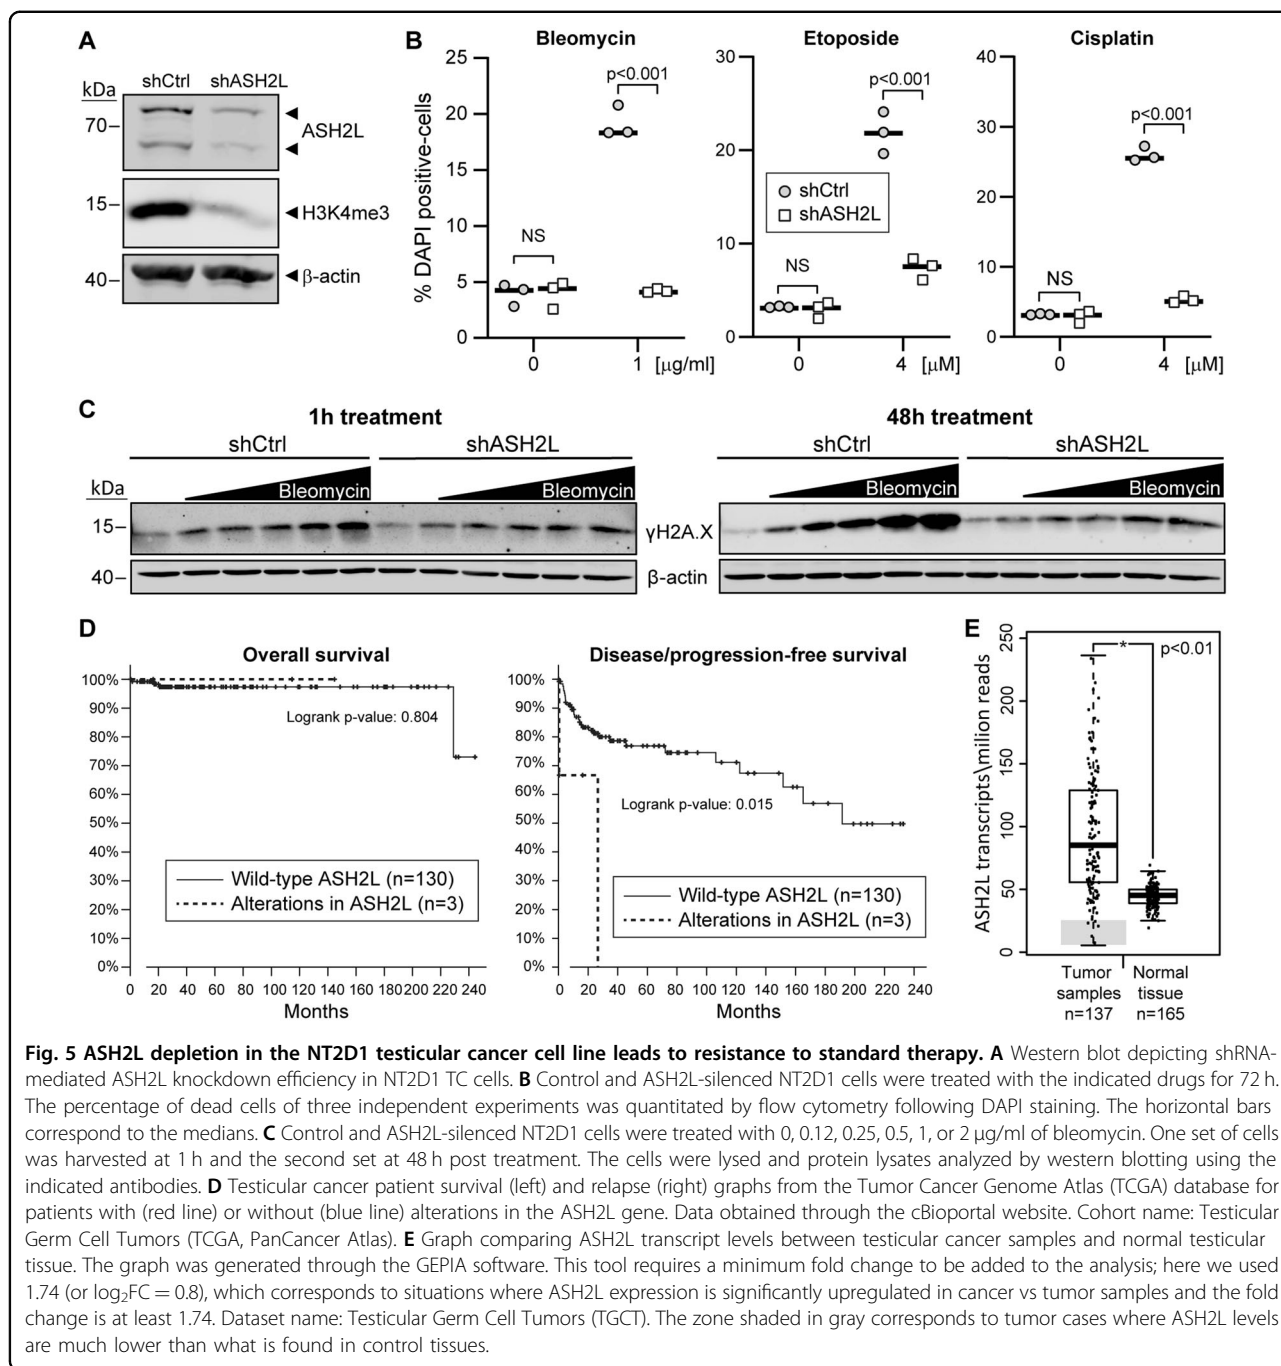 A
shCtrl shASH2L
kDa
70–
ASH2L
15–
H3K4me3
40–
β-actin
B
Bleomycin
% DAPI positive-cells
25
20
15
10
5
0
p<0.001
NS
0 1 [μg/ml]
Etoposide
30
20
10
0
p<0.001
shCtrl
shASH2L
NS
0 4 [μM]
Cisplatin
40
30
20
10
0
p<0.001
NS
0 4 [μM]
C
1h treatment
shCtrl shASH2L
Bleomycin Bleomycin
kDa
15–
40–
γH2A.X
β-actin
48h treatment
shCtrl shASH2L
Bleomycin Bleomycin
D
Overall survival
100%
90%
80%
70%
60%
50%
40%
30%
20%
10%
0%
Logrank p-value: 0.804
Wild-type ASH2L (n=130)
Alterations in ASH2L (n=3)
0 20 40 60 80 100 120 140 160 180 200 220 240
Months
Disease/progression-free survival
100%
90%
80%
70%
60%
50%
40%
30%
20%
10%
0%
Logrank p-value: 0.015
Wild-type ASH2L (n=130)
Alterations in ASH2L (n=3)
0 20 40 60 80 100 120 140 160 180 200 220 240
Months
E
ASH2L transcripts\milion reads
250
200
150
100
50
0
*
p<0.01
Tumor
samples
n=137
Normal
tissue
n=165
Fig. 5 ASH2L depletion in the NT2D1 testicular cancer cell line leads to resistance to standard therapy. A Western blot depicting shRNA-
mediated ASH2L knockdown efficiency in NT2D1 TC cells. B Control and ASH2L-silenced NT2D1 cells were treated with the indicated drugs for 72 h.
The percentage of dead cells of three independent experiments was quantitated by flow cytometry following DAPI staining. The horizontal bars
correspond to the medians. C Control and ASH2L-silenced NT2D1 cells were treated with 0, 0.12, 0.25, 0.5, 1, or 2 μg/ml of bleomycin. One set of cells
was harvested at 1 h and the second set at 48 h post treatment. The cells were lysed and protein lysates analyzed by western blotting using the
indicated antibodies. D Testicular cancer patient survival (left) and relapse (right) graphs from the Tumor Cancer Genome Atlas (TCGA) database for
patients with (red line) or without (blue line) alterations in the ASH2L gene. Data obtained through the cBioportal website. Cohort name: Testicular
Germ Cell Tumors (TCGA, PanCancer Atlas). E Graph comparing ASH2L transcript levels between testicular cancer samples and normal testicular
tissue. The graph was generated through the GEPIA software. This tool requires a minimum fold change to be added to the analysis; here we used
1.74 (or log₂FC = 0.8), which corresponds to situations where ASH2L expression is significantly upregulated in cancer vs tumor samples and the fold
change is at least 1.74. Dataset name: Testicular Germ Cell Tumors (TGCT). The zone shaded in gray corresponds to tumor cases where ASH2L levels
are much lower than what is found in control tissues.